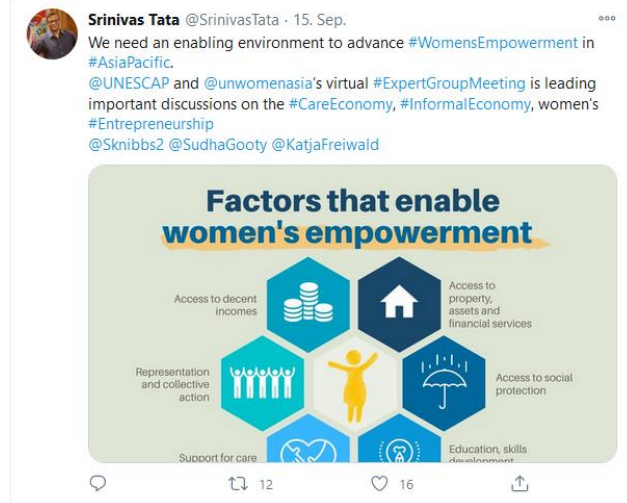 Srinivas Tata @SrinivasTata · 15. Sep.
We need an enabling environment to advance #WomensEmpowerment in
#AsiaPacific.
@UNESCAP and @unwomenasia's virtual #ExpertGroupMeeting is leading
important discussions on the #CareEconomy, #InformalEconomy, women's
#Entrepreneurship
@Sknibbs2 @SudhaGooty @KatjaFreiwald
Factors that enable
women's empowerment
Access to decent
incomes
Access to
property,
assets and
financial services
Representation
and collective
action
Access to social
protection
Support for care
Education, skills
development
12
16